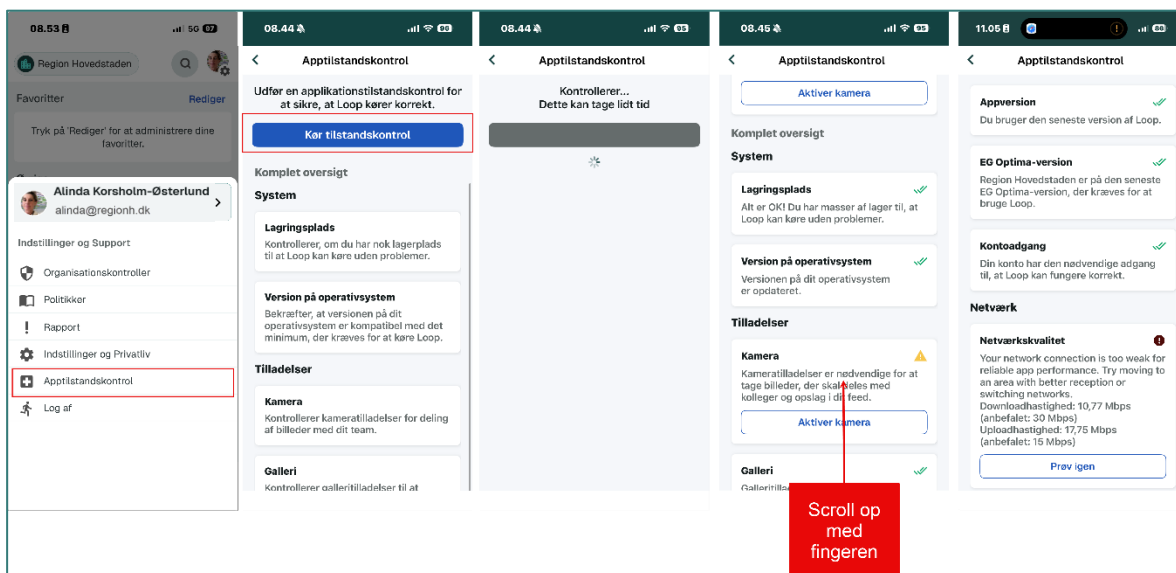 08.53
5G 97
Region Hovedstaden
Favoritter
Rediger
Tryk på 'Rediger' for at administrere dine
favoritter.
Alinda Korsholm-Østerlund
alinda@regionh.dk
Indstillinger og Support
Organisationskontroller
Politikker
Rapport
Indstillinger og Privatliv
Apptilstandskontrol
Log af
08.44
Apptilstandskontrol
Udfør en applikationstilstandskontrol for
at sikre, at Loop kører korrekt.
Kør tilstandskontrol
Komplet oversigt
System
Lagringsplads
Kontrollerer, om du har nok lagerplads
til at Loop kan køre uden problemer.
Version på operativsystem
Bekræfter, at versionen på dit
operativsystem er kompatibel med det
minimum, der kræves for at køre Loop.
Tilladelser
Kamera
Kontrollerer kameratilladelser for deling
af billeder med dit team.
Galleri
Kontrollerer galleritilladelser til at
08.44
95
Apptilstandskontrol
Kontrollerer...
Dette kan tage lidt tid
08.45
95
Apptilstandskontrol
Aktiver kamera
Komplet oversigt
System
Lagringsplads
Alt er OK! Du har masser af lager til, at
Loop kan køre uden problemer.
Version på operativsystem
Versionen på dit operativsystem
er opdateret.
Tilladelser
Kamera
Kameratilladelser er nødvendige for at
tage billeder, der skal deles med
kolleger og opslag i dit feed.
Aktiver kamera
Galleri
Scroll op
med
fingeren
11.05
86
Apptilstandskontrol
Appversion
Du bruger den seneste version af Loop.
EG Optima-version
Region Hovedstaden er på den seneste
EG Optima-version, der kræves for at
bruge Loop.
Kontoadgang
Din konto har den nødvendige adgang
til, at Loop kan fungere korrekt.
Netværk
Netværkskvalitet
Your network connection is too weak for
reliable app performance. Try moving to
an area with better reception or
switching networks.
Downloadhastighed: 10,77 Mbps
(anbefalet: 30 Mbps)
Uploadhastighed: 17,75 Mbps
(anbefalet: 15 Mbps)
Prøv igen